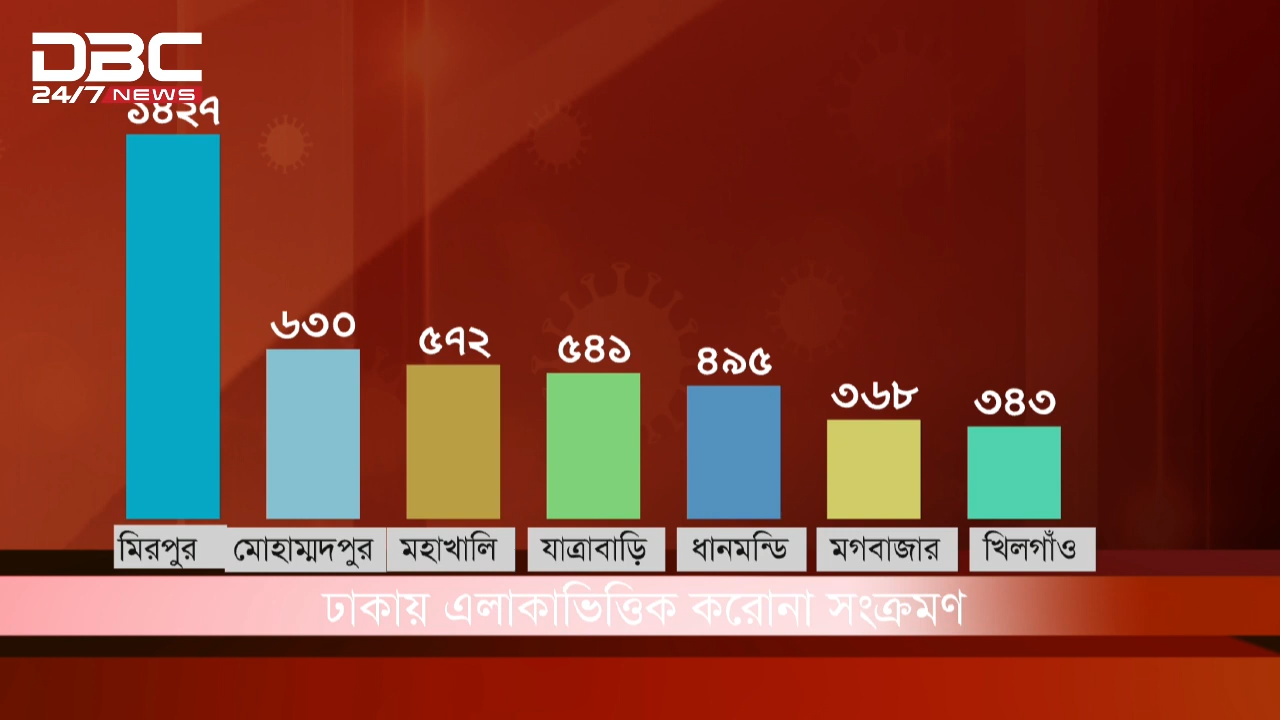 DBC
24/7 NEWS
১৪২৭
৬৩০
৫৭২
৫৪১
৪৯৫
৩৬৮
৩৪৩
মিরপুর
মোহাম্মদপুর
মহাখালি
যাত্রাবাড়ি
ধানমন্ডি
মগবাজার
খিলগাঁও
ঢাকায় এলাকাভিত্তিক করোনা সংক্রমণ